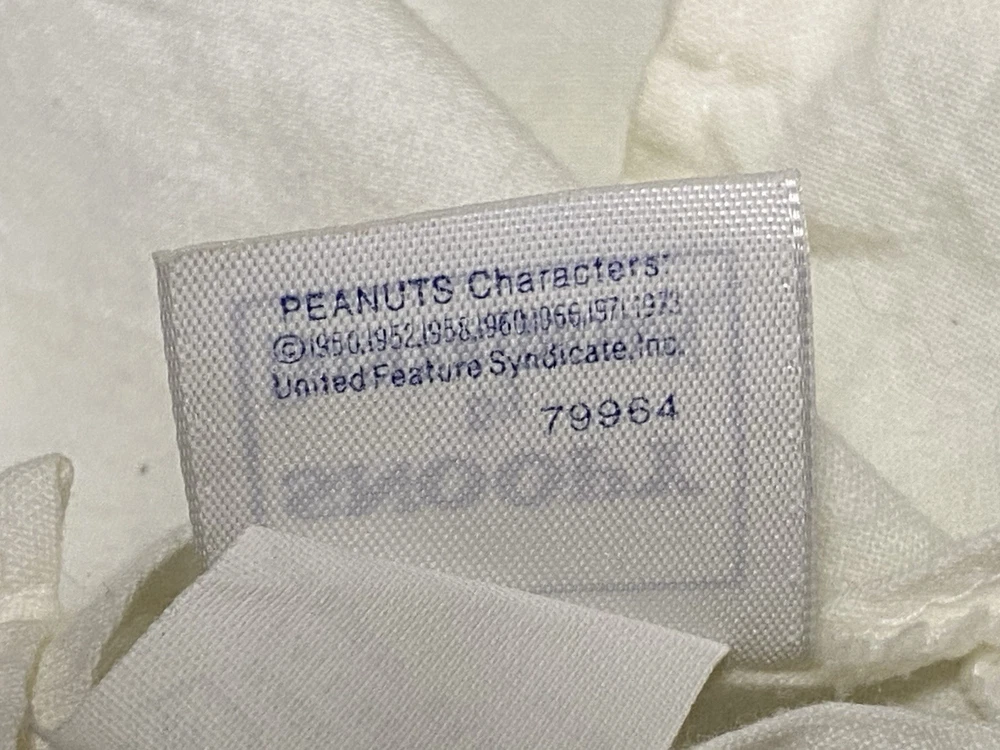 PEANUTS Characters
©1950,1952,1958,1960,1966,1971,1973
United Feature Syndicate, Inc.
79964